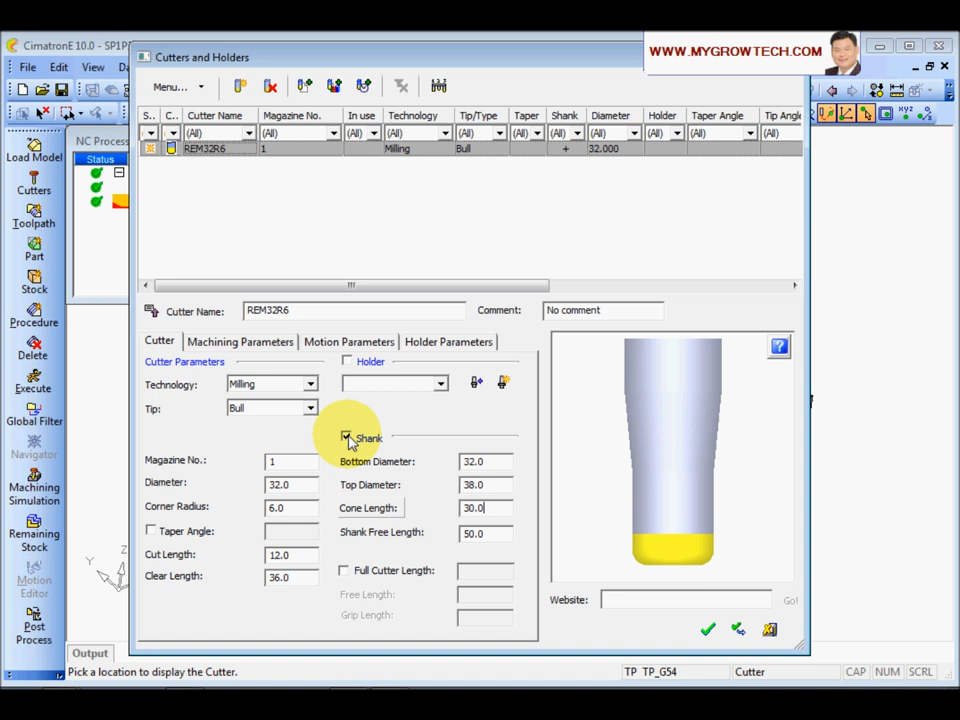 CimatronE 10.0 - SP1P
Cutters and Holders
WWW.MYGROWTECH.COM
File Edit View
Menu...
NC Process
Status
S.. C.. Cutter Name Magazine No. In use Technology Tip/Type Taper Shank Diameter Holder Taper Angle Tip Angle
(All) (All) (All) (All) (All) (All) (All) (All) (All) (All)
REM32R6 1 Milling Bull + 32.000
Load Model
Cutters
Toolpath
Part
Stock
Procedure
Delete
Execute
Global Filter
Navigator
Machining
Simulation
Remaining
Stock
Motion
Editor
Post
Process
Cutter Name: REM32R6 Comment: No comment
Cutter Machining Parameters Motion Parameters Holder Parameters
Cutter Parameters Holder
Technology: Milling
Tip: Bull
Shank
Magazine No.: 1 Bottom Diameter: 32.0
Diameter: 32.0 Top Diameter: 38.0
Corner Radius: 6.0 Cone Length: 30.0
Taper Angle: Shank Free Length: 50.0
Cut Length: 12.0
Clear Length: 36.0 Full Cutter Length:
Free Length:
Grip Length:
Website: Go!
Y Z
Output
Pick a location to display the Cutter. TP TP_G54 Cutter CAP NUM SCRL